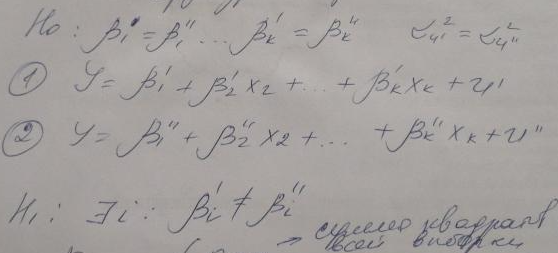 H₀: β₁' = β₁'' ... βₖ' = βₖ'' σ²ᵤ' = σ²ᵤ''
① y = β₁' + β₂'x₂ + ... + βₖ'xₖ + u'
② y = β₁'' + β₂''x₂ + ... + βₖ''xₖ + u''
H₁: ∃i: βᵢ' ≠ βᵢ''
→ сумма квадратов
всей выборки